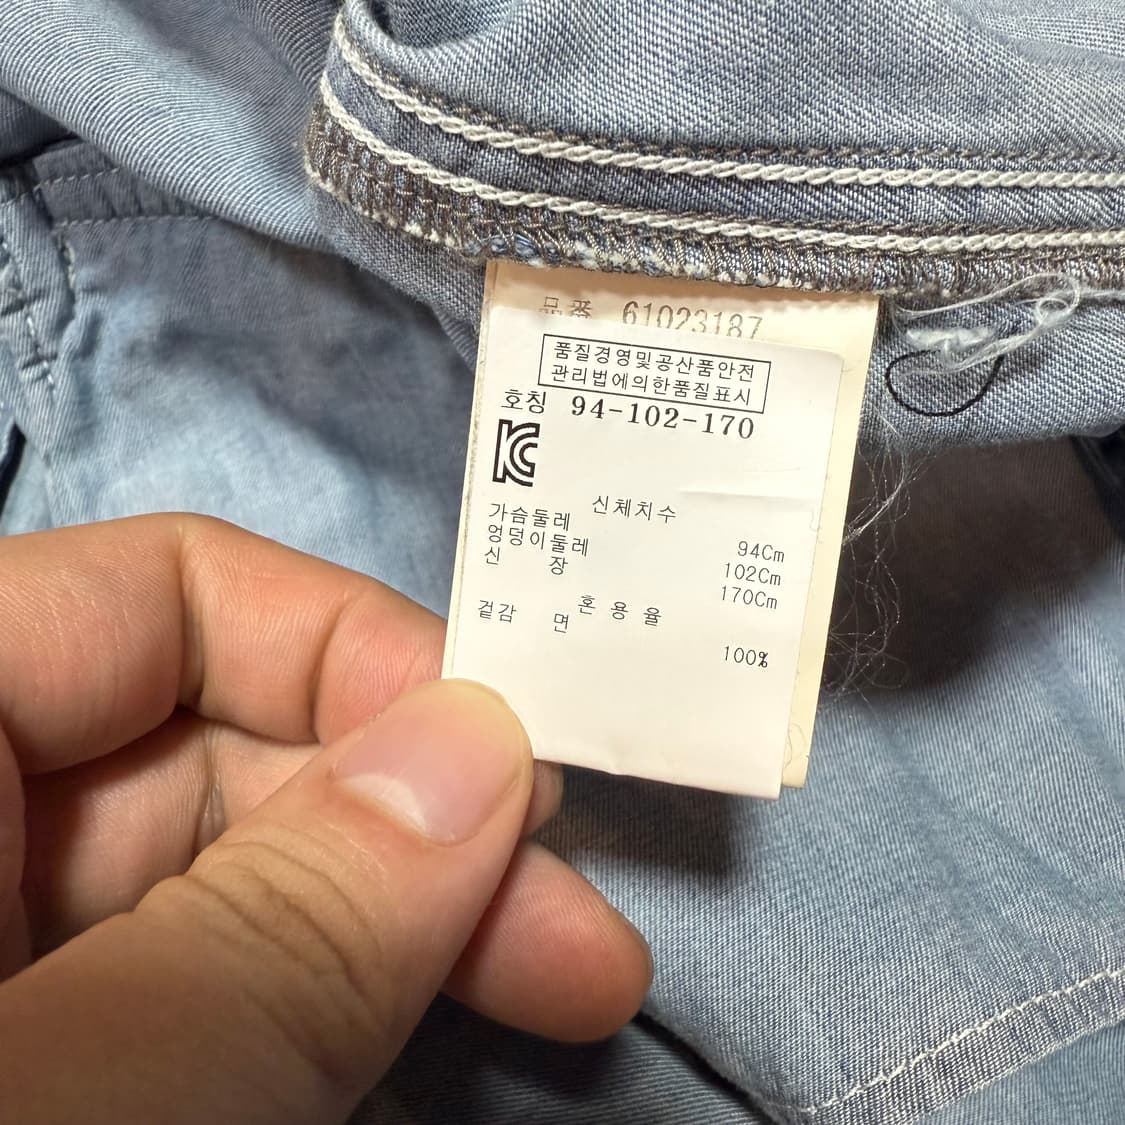 品番 61023187
품질경영및공산품안전
관리법에의한품질표시
호칭 94-102-170
KC
신체치수
가슴둘레 94Cm
엉덩이둘레 102Cm
신 장 170Cm
혼 용 율
겉감 면 100%